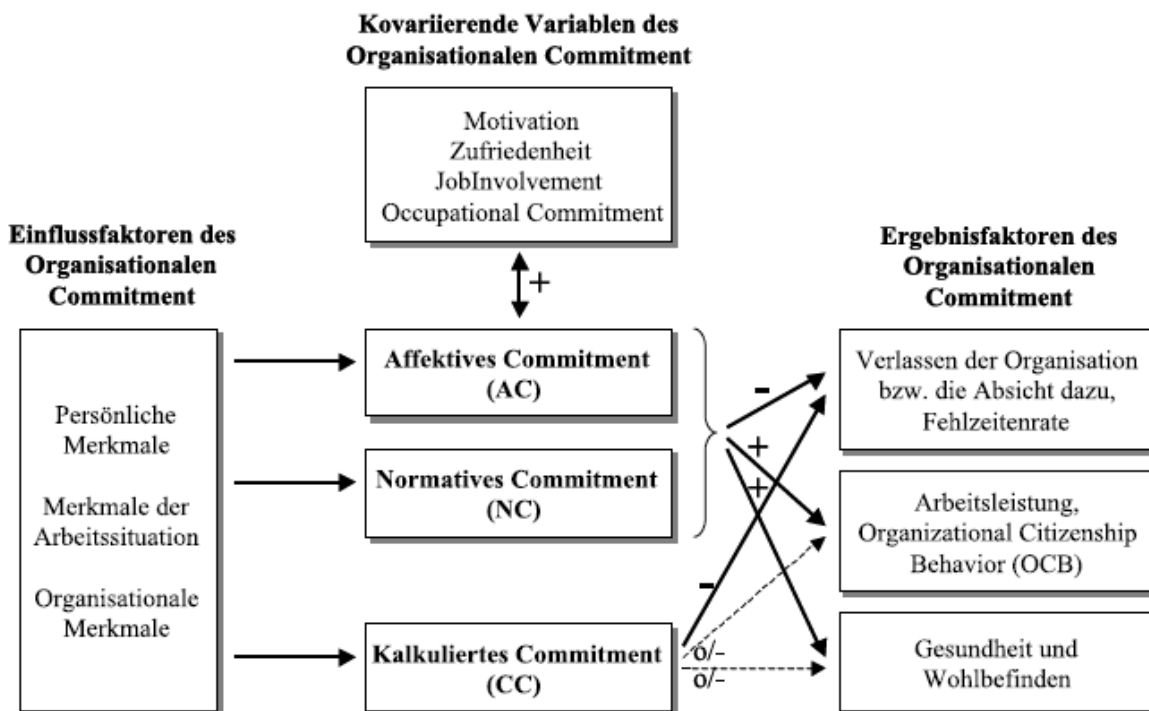 Kovariierende Variablen des
Organisationalen Commitment
Motivation
Zufriedenheit
JobInvolvement
Occupational Commitment
Einflussfaktoren des
Organisationalen
Commitment
Persönliche
Merkmale
Merkmale der
Arbeitssituation
Organisationale
Merkmale
+
Affektives Commitment
(AC)
Normatives Commitment
(NC)
Kalkuliertes Commitment
(CC)
-
+
+
-
o/-
o/-
Ergebnisfaktoren des
Organisationalen
Commitment
Verlassen der Organisation
bzw. die Absicht dazu,
Fehlzeitenrate
Arbeitsleistung,
Organizational Citizenship
Behavior (OCB)
Gesundheit und
Wohlbefinden